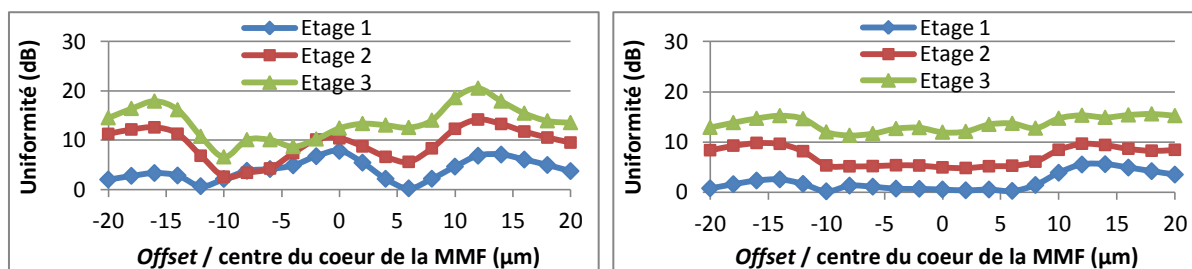 Uniformité (dB)
30
20
10
0
Etage 1
Etage 2
Etage 3
-20 -15 -10 -5 0 5 10 15 20
Offset / centre du coeur de la MMF (µm)
Uniformité (dB)
30
20
10
0
Etage 1
Etage 2
Etage 3
-20 -15 -10 -5 0 5 10 15 20
Offset / centre du coeur de la MMF (µm)